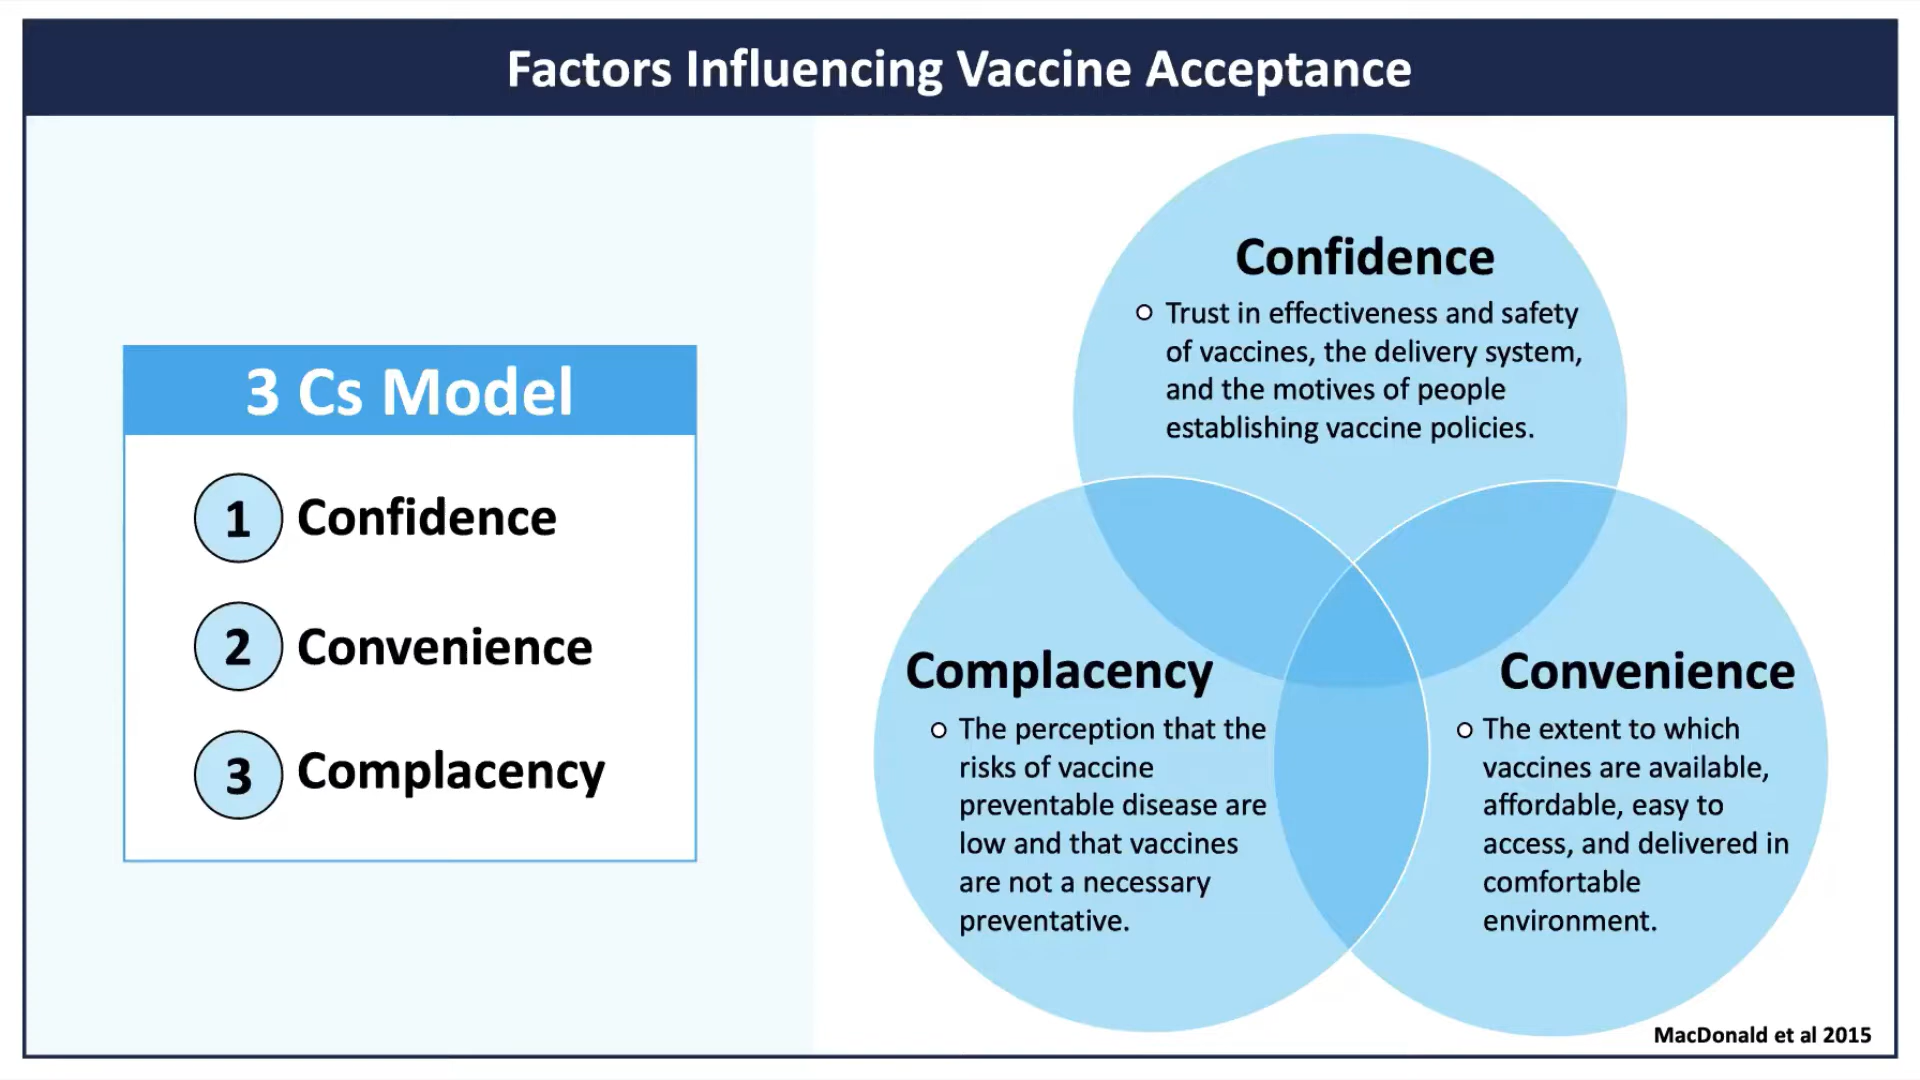 Factors Influencing Vaccine Acceptance
3 Cs Model
1 Confidence
2 Convenience
3 Complacency
Confidence
Trust in effectiveness and safety
of vaccines, the delivery system,
and the motives of people
establishing vaccine policies.
Complacency
The perception that the
risks of vaccine
preventable disease are
low and that vaccines
are not a necessary
preventative.
Convenience
The extent to which
vaccines are available,
affordable, easy to
access, and delivered in
comfortable
environment.
MacDonald et al 2015